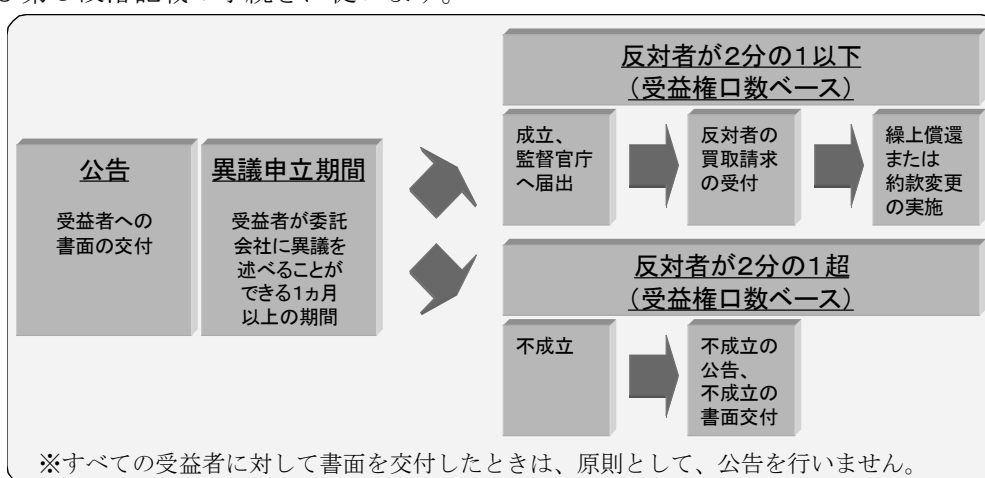 第　段階記載の手続きに従います。
反対者が2分の1以下
(受益権口数ベース)
公告
受益者への
書面の交付
異議申立期間
受益者が委託
会社に異議を
述べることが
できる1ヵ月
以上の期間
成立、
監督官庁
へ届出
反対者の
買取請求
の受付
繰上償還
または
約款変更
の実施
反対者が2分の1超
(受益権口数ベース)
不成立
不成立の
公告、
不成立の
書面交付
※すべての受益者に対して書面を交付したときは、原則として、公告を行いません。